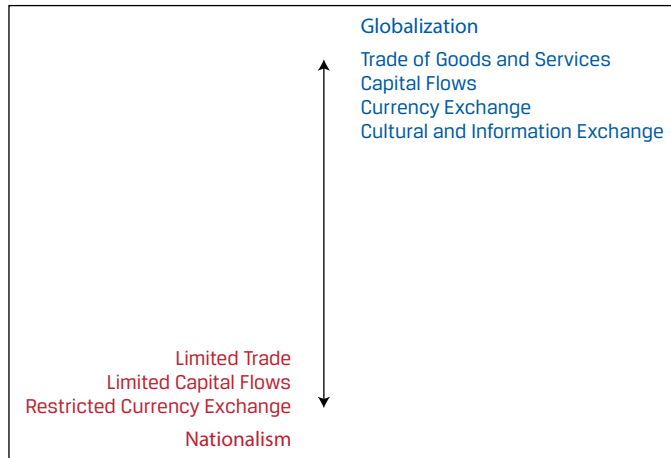 Globalization
Trade of Goods and Services
Capital Flows
Currency Exchange
Cultural and Information Exchange
Limited Trade
Limited Capital Flows
Restricted Currency Exchange
Nationalism